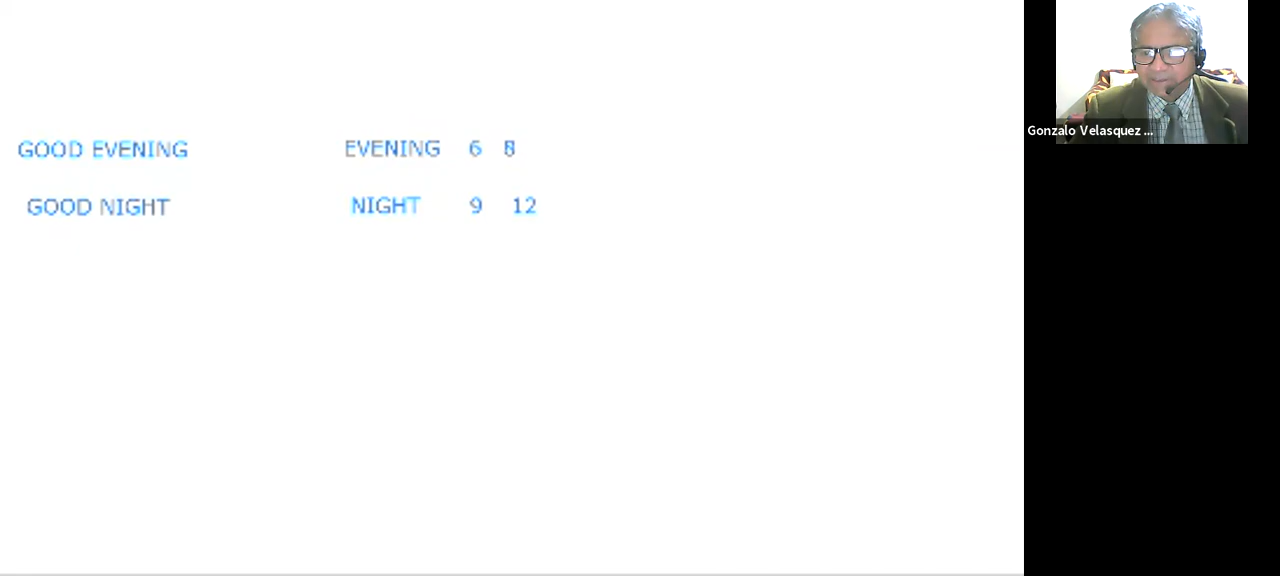 GOOD EVENING EVENING 6 8
GOOD NIGHT NIGHT 9 12
Gonzalo Velasquez ...